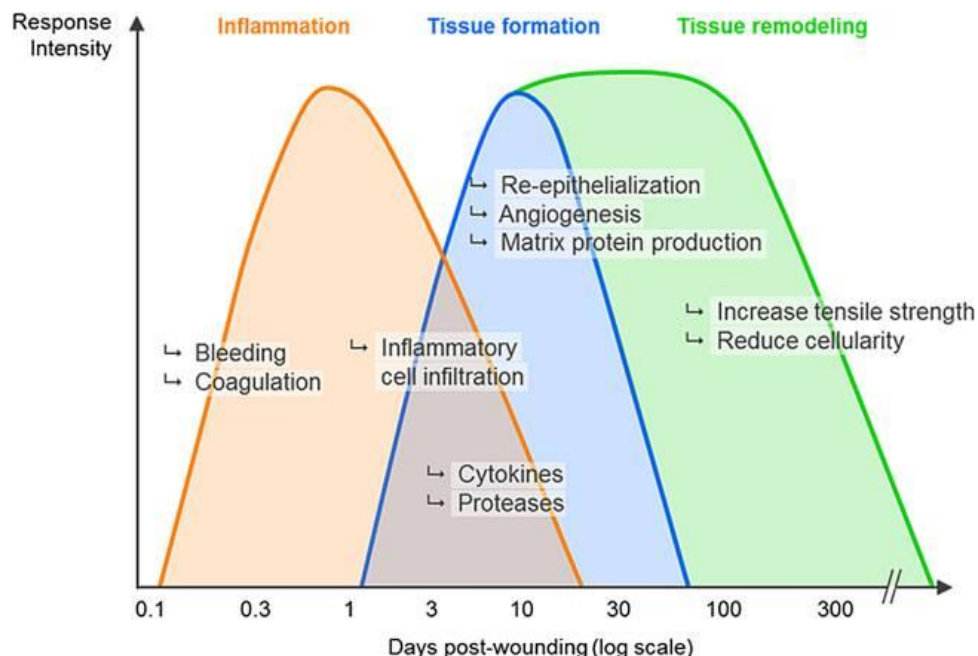 Response
Intensity
Inflammation
Tissue formation
Tissue remodeling
↳ Re-epithelialization
↳ Angiogenesis
↳ Matrix protein production
↳ Increase tensile strength
↳ Reduce cellularity
↳ Bleeding
↳ Coagulation
↳ Inflammatory
cell infiltration
↳ Cytokines
↳ Proteases
0.1 0.3 1 3 10 30 100 300
Days post-wounding (log scale)